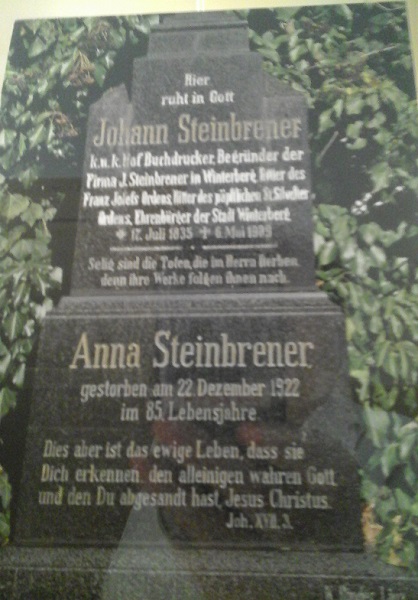 Hier
ruht in Gott
Johann Steinbrener
k.u.k. Hof Buchdrucker, Begründer der
Firma J. Steinbrener in Winterberg, Ritter des
Franz Josefs Ordens, Ritter des päpstlichen St. Silvester
Ordens, Ehrenbürger der Stadt Winterberg
17. Juli 1835 6. Mai
Selig sind die Toten, die im Herrn sterben,
denn ihre Werke folgen ihnen nach.
Anna Steinbrener
gestorben am 22. Dezember 1922
im 85. Lebensjahre
Dies aber ist das ewige Leben, dass sie
Dich erkennen, den alleinigen wahren Gott,
und den Du abgesandt hast, Jesus Christus.
Joh. XVII. 3.